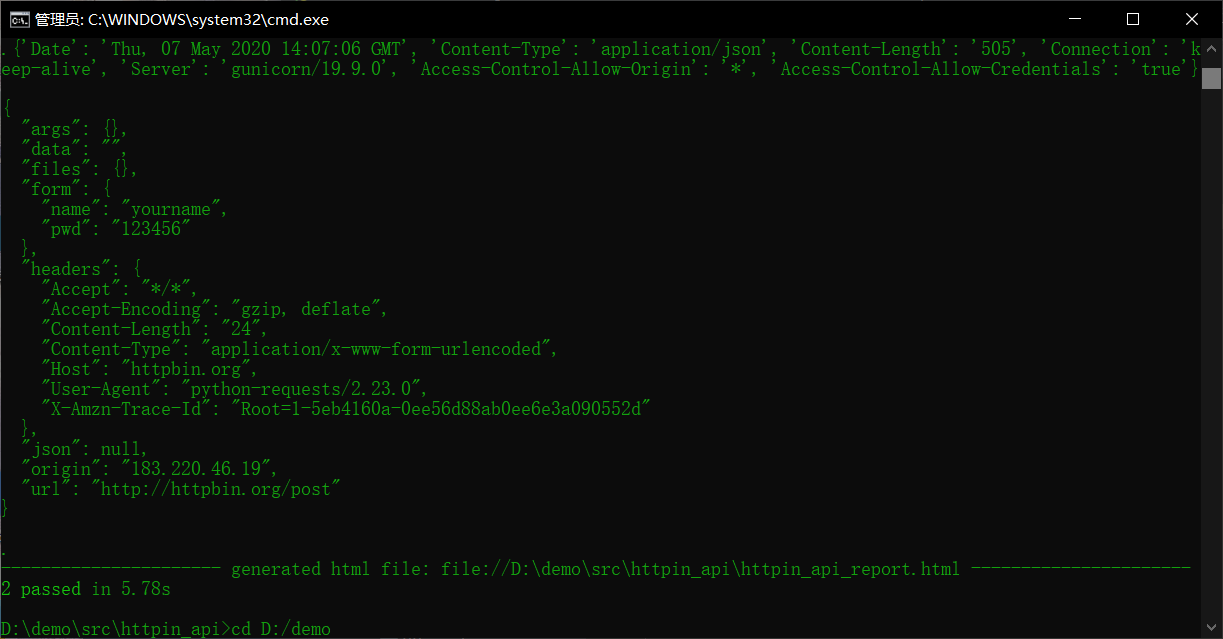 管理员: C:\WINDOWS\system32\cmd.exe
.{'Date': 'Thu, 07 May 2020 14:07:06 GMT', 'Content-Type': 'application/json', 'Content-Length': '505', 'Connection': 'k
eep-alive', 'Server': 'gunicorn/19.9.0', 'Access-Control-Allow-Origin': '*', 'Access-Control-Allow-Credentials': 'true'}
{
  "args": {},
  "data": "",
  "files": {},
  "form": {
    "name": "yourname",
    "pwd": "123456"
  },
  "headers": {
    "Accept": "*/*",
    "Accept-Encoding": "gzip, deflate",
    "Content-Length": "24",
    "Content-Type": "application/x-www-form-urlencoded",
    "Host": "httpbin.org",
    "User-Agent": "python-requests/2.23.0",
    "X-Amzn-Trace-Id": "Root=1-5eb4160a-0ee56d88ab0ee6e3a090552d"
  },
  "json": null,
  "origin": "183.220.46.19",
  "url": "http://httpbin.org/post"
}
.
---------------------- generated html file: file://D:\demo\src\httpin_api\httpin_api_report.html ----------------------
2 passed in 5.78s
D:\demo\src\httpin_api>cd D:/demo